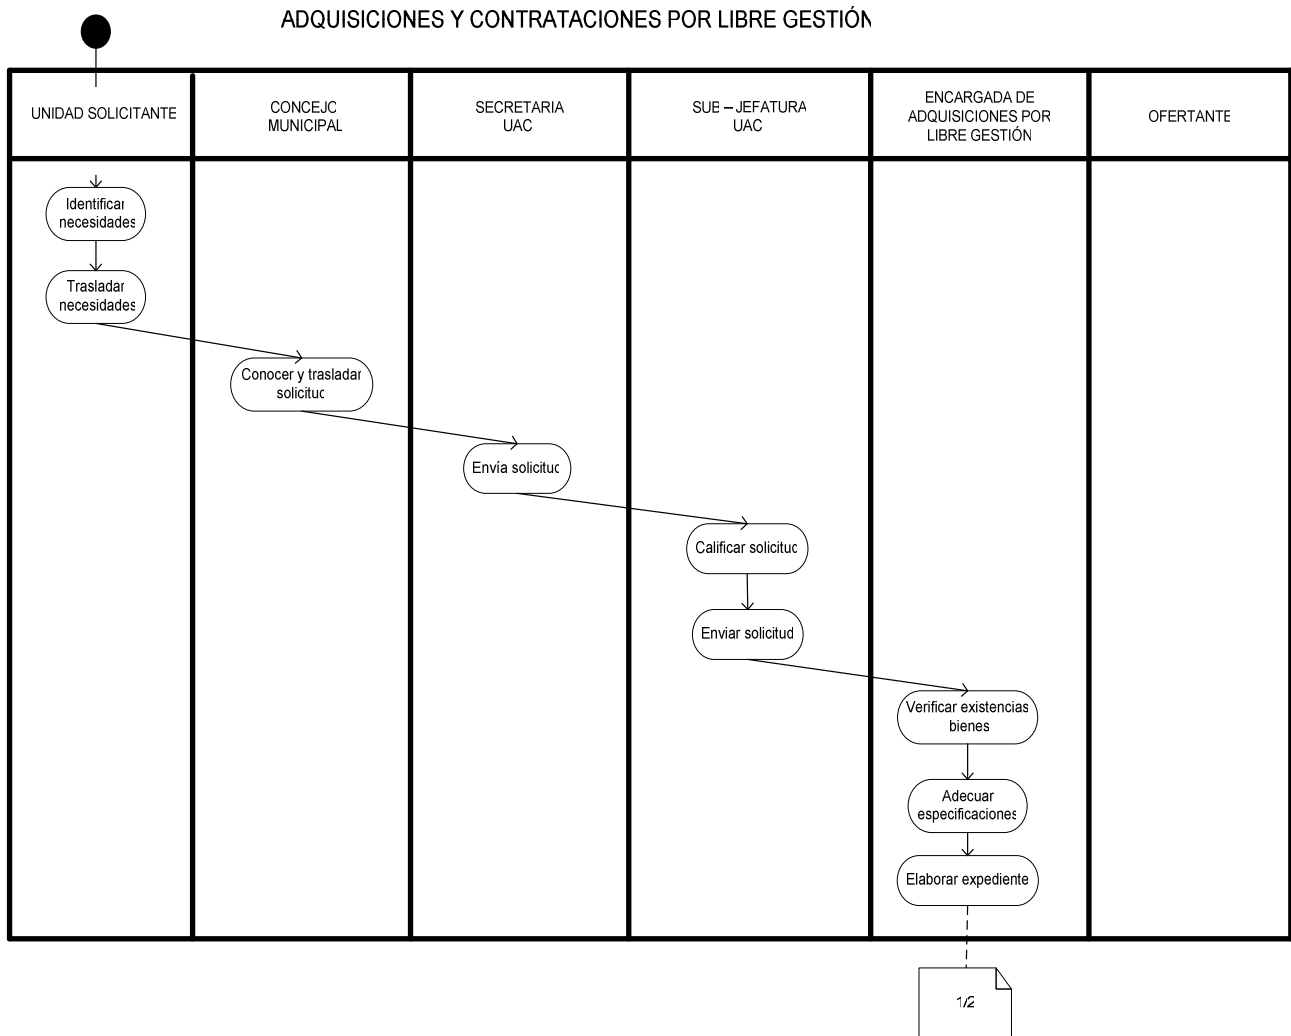 ADQUISICIONES Y CONTRATACIONES POR LIBRE GESTIÓN
UNIDAD SOLICITANTE
CONCEJO
MUNICIPAL
SECRETARIA
UAC
SUB – JEFATURA
UAC
ENCARGADA DE
ADQUISICIONES POR
LIBRE GESTIÓN
OFERTANTE
Identificar
necesidades
Trasladar
necesidades
Conocer y trasladar
solicitud
Envía solicitud
Calificar solicitud
Enviar solicitud
Verificar existencias
bienes
Adecuar
especificaciones
Elaborar expediente
1/2